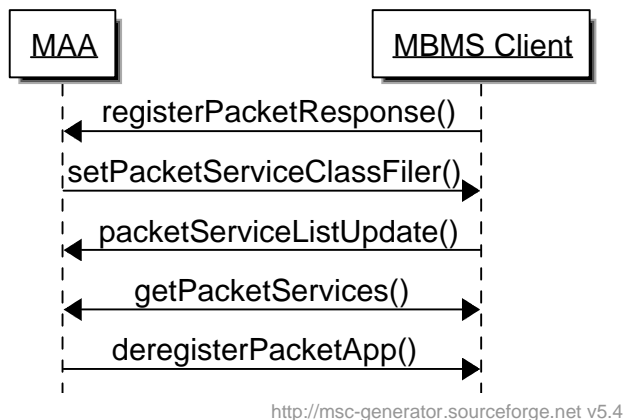 MAA
MBMS Client
registerPacketResponse()
setPacketServiceClassFiler()
packetServiceListUpdate()
getPacketServices()
deregisterPacketApp()
http://msc-generator.sourceforge.net v5.4